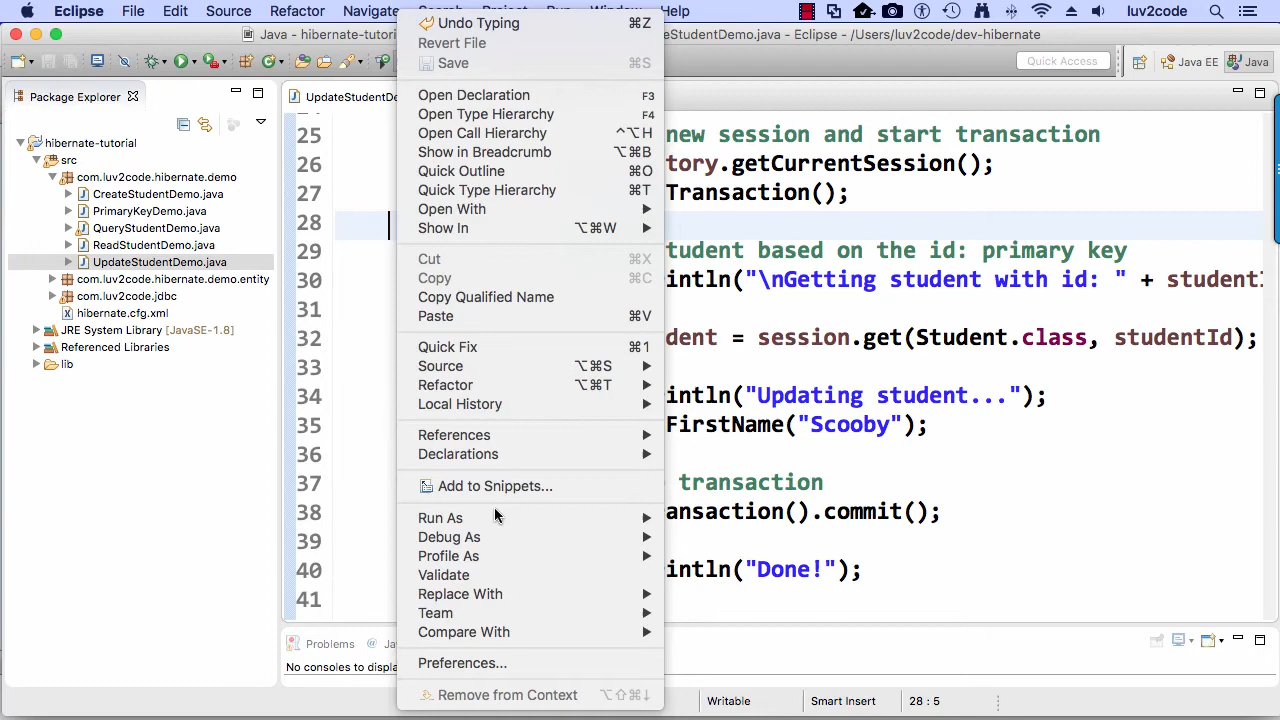 Eclipse File Edit Source Refactor Navigate Search Project Run Window Help luv2code
Java - hibernate-tutorial StudentDemo.java - Eclipse - /Users/luv2code/dev-hibernate
Quick Access Java EE Java
Package Explorer
hibernate-tutorial
src
com.luv2code.hibernate.demo
CreateStudentDemo.java
PrimaryKeyDemo.java
QueryStudentDemo.java
ReadStudentDemo.java
UpdateStudentDemo.java
com.luv2code.hibernate.demo.entity
com.luv2code.jdbc
hibernate.cfg.xml
JRE System Library [JavaSE-1.8]
Referenced Libraries
lib
Undo Typing ⌘Z
Revert File
Save ⌘S
Open Declaration F3
Open Type Hierarchy F4
Open Call Hierarchy ^⌥H
Show in Breadcrumb ⌥⌘B
Quick Outline ⌘O
Quick Type Hierarchy ⌘T
Open With
Show In ⌥⌘W
Cut ⌘X
Copy ⌘C
Copy Qualified Name
Paste ⌘V
Quick Fix ⌘1
Source ⌥⌘S
Refactor ⌥⌘T
Local History
References
Declarations
Add to Snippets...
Run As
Debug As
Profile As
Validate
Replace With
Team
Compare With
Preferences...
Remove from Context ⌥⇧⌘↓
UpdateStudentDe
25 new session and start transaction
26 tory.getCurrentSession();
27 Transaction();
28
29 tudent based on the id: primary key
30 intln("\nGetting student with id: " + studentI
31
32 dent = session.get(Student.class, studentId);
33
34 intln("Updating student...");
35 FirstName("Scooby");
36
37 transaction
38 ansaction().commit();
39
40 intln("Done!");
41
Problems @ Ja
No consoles to displa
Writable Smart Insert 28 : 5